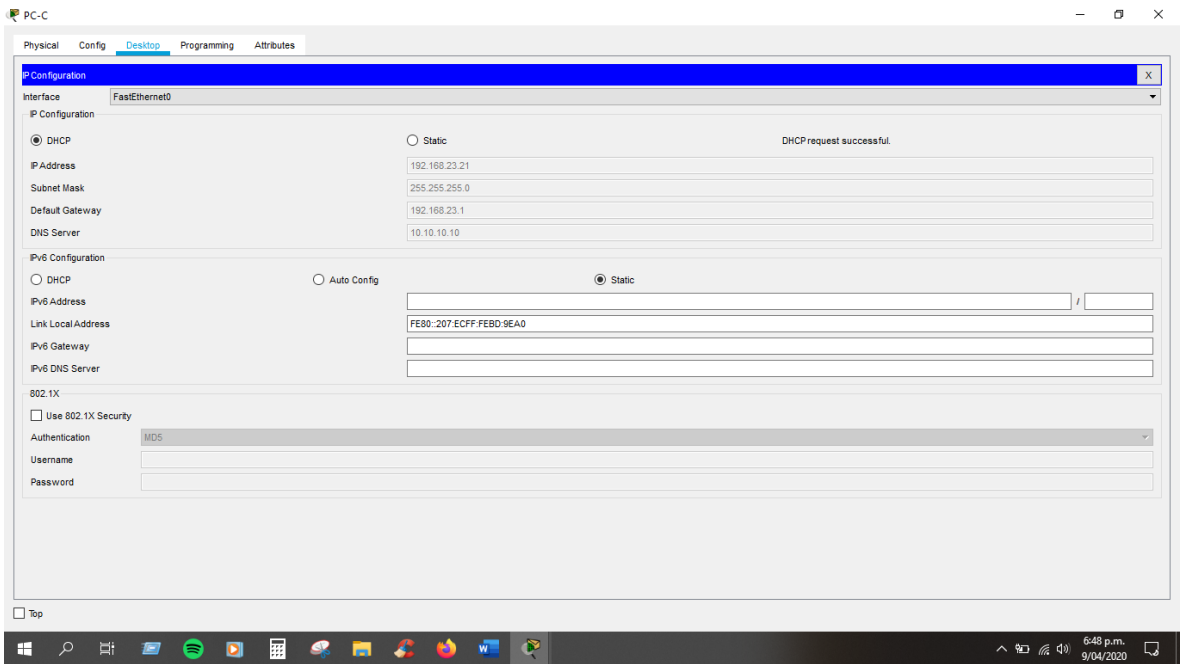 PC-C
Physical Config Desktop Programming Attributes
IP Configuration X
Interface FastEthernet0
IP Configuration
DHCP Static DHCP request successful.
IP Address 192.168.23.21
Subnet Mask 255.255.255.0
Default Gateway 192.168.23.1
DNS Server 10.10.10.10
IPv6 Configuration
DHCP Auto Config Static
IPv6 Address /
Link Local Address FE80::207:ECFF:FEBD:9EA0
IPv6 Gateway
IPv6 DNS Server
802.1X
Use 802.1X Security
Authentication MD5
Username
Password
Top
6:48 p.m.
9/04/2020